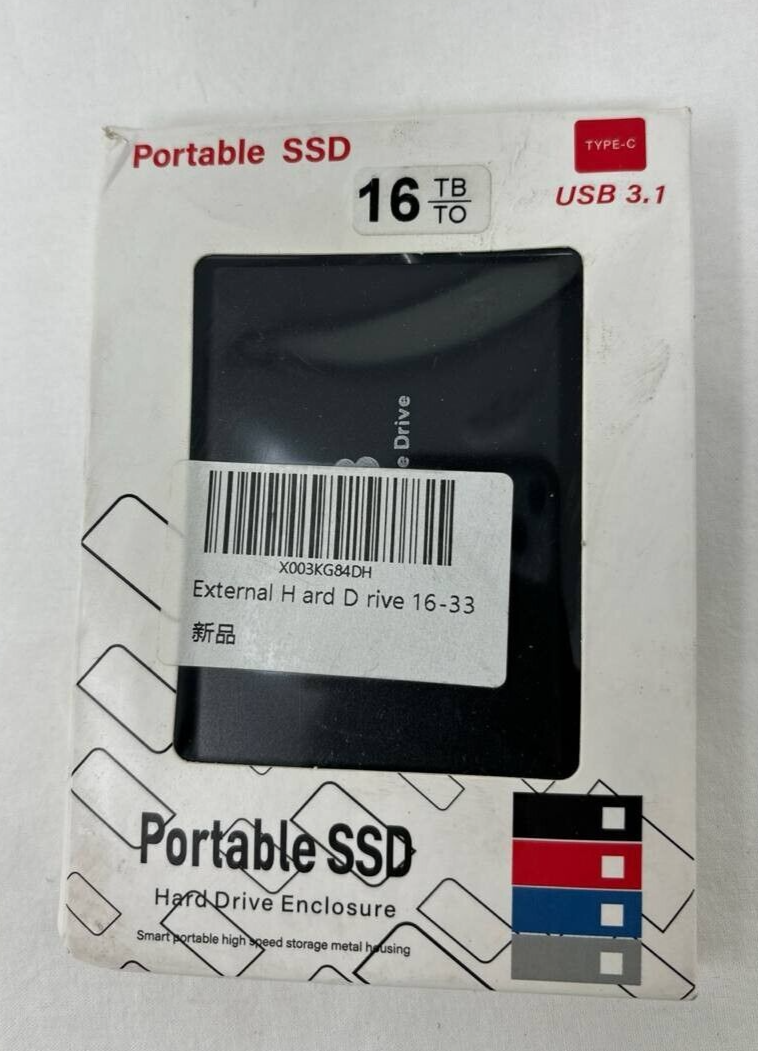 Portable SSD
TYPE-C
16 TB/TO
USB 3.1
e Drive
X003KG84DH
External H ard D rive 16-33
新品
Portable SSD
Hard Drive Enclosure
Smart portable high speed storage metal housing